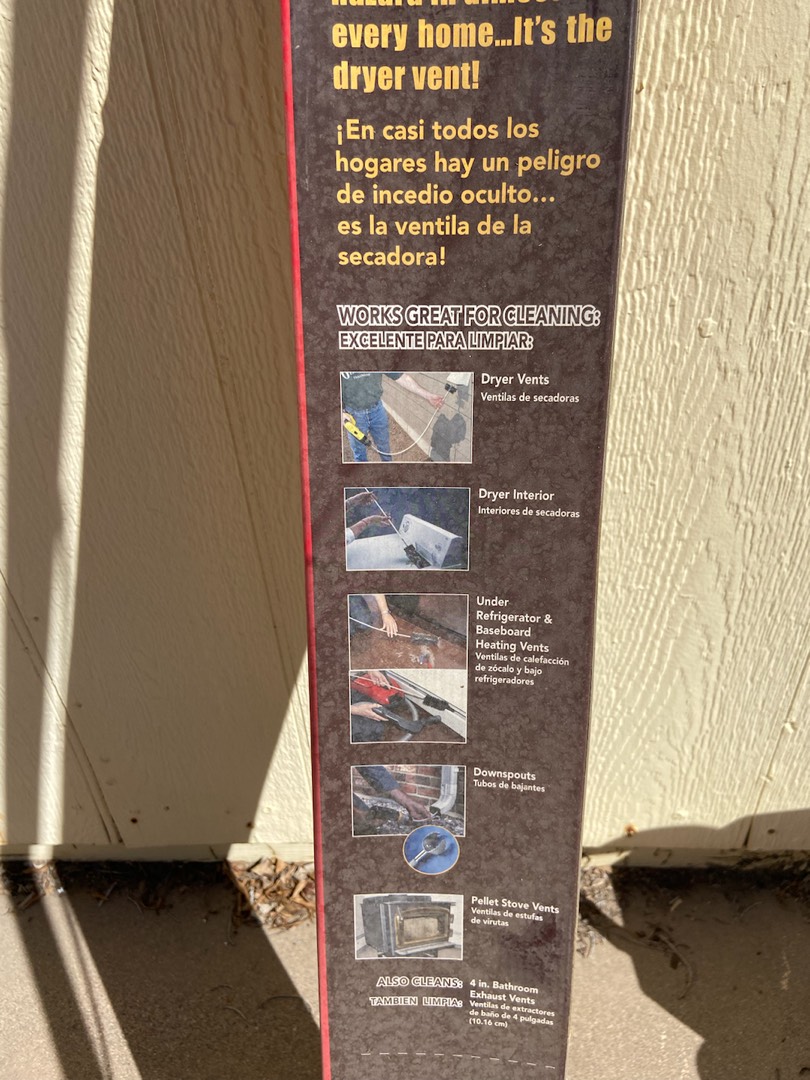 every home...It's the
dryer vent!
¡En casi todos los
hogares hay un peligro
de incedio oculto...
es la ventila de la
secadora!
WORKS GREAT FOR CLEANING:
EXCELENTE PARA LIMPIAR:
Dryer Vents
Ventilas de secadoras
Dryer Interior
Interiores de secadoras
Under
Refrigerator &
Baseboard
Heating Vents
Ventilas de calefacción
de zócalo y bajo
refrigeradores
Downspouts
Tubos de bajantes
Pellet Stove Vents
Ventilas de estufas
de virutas
ALSO CLEANS:
TAMBIEN LIMPIA:
4 in. Bathroom
Exhaust Vents
Ventilas de extractores
de baño de 4 pulgadas
(10.16 cm)